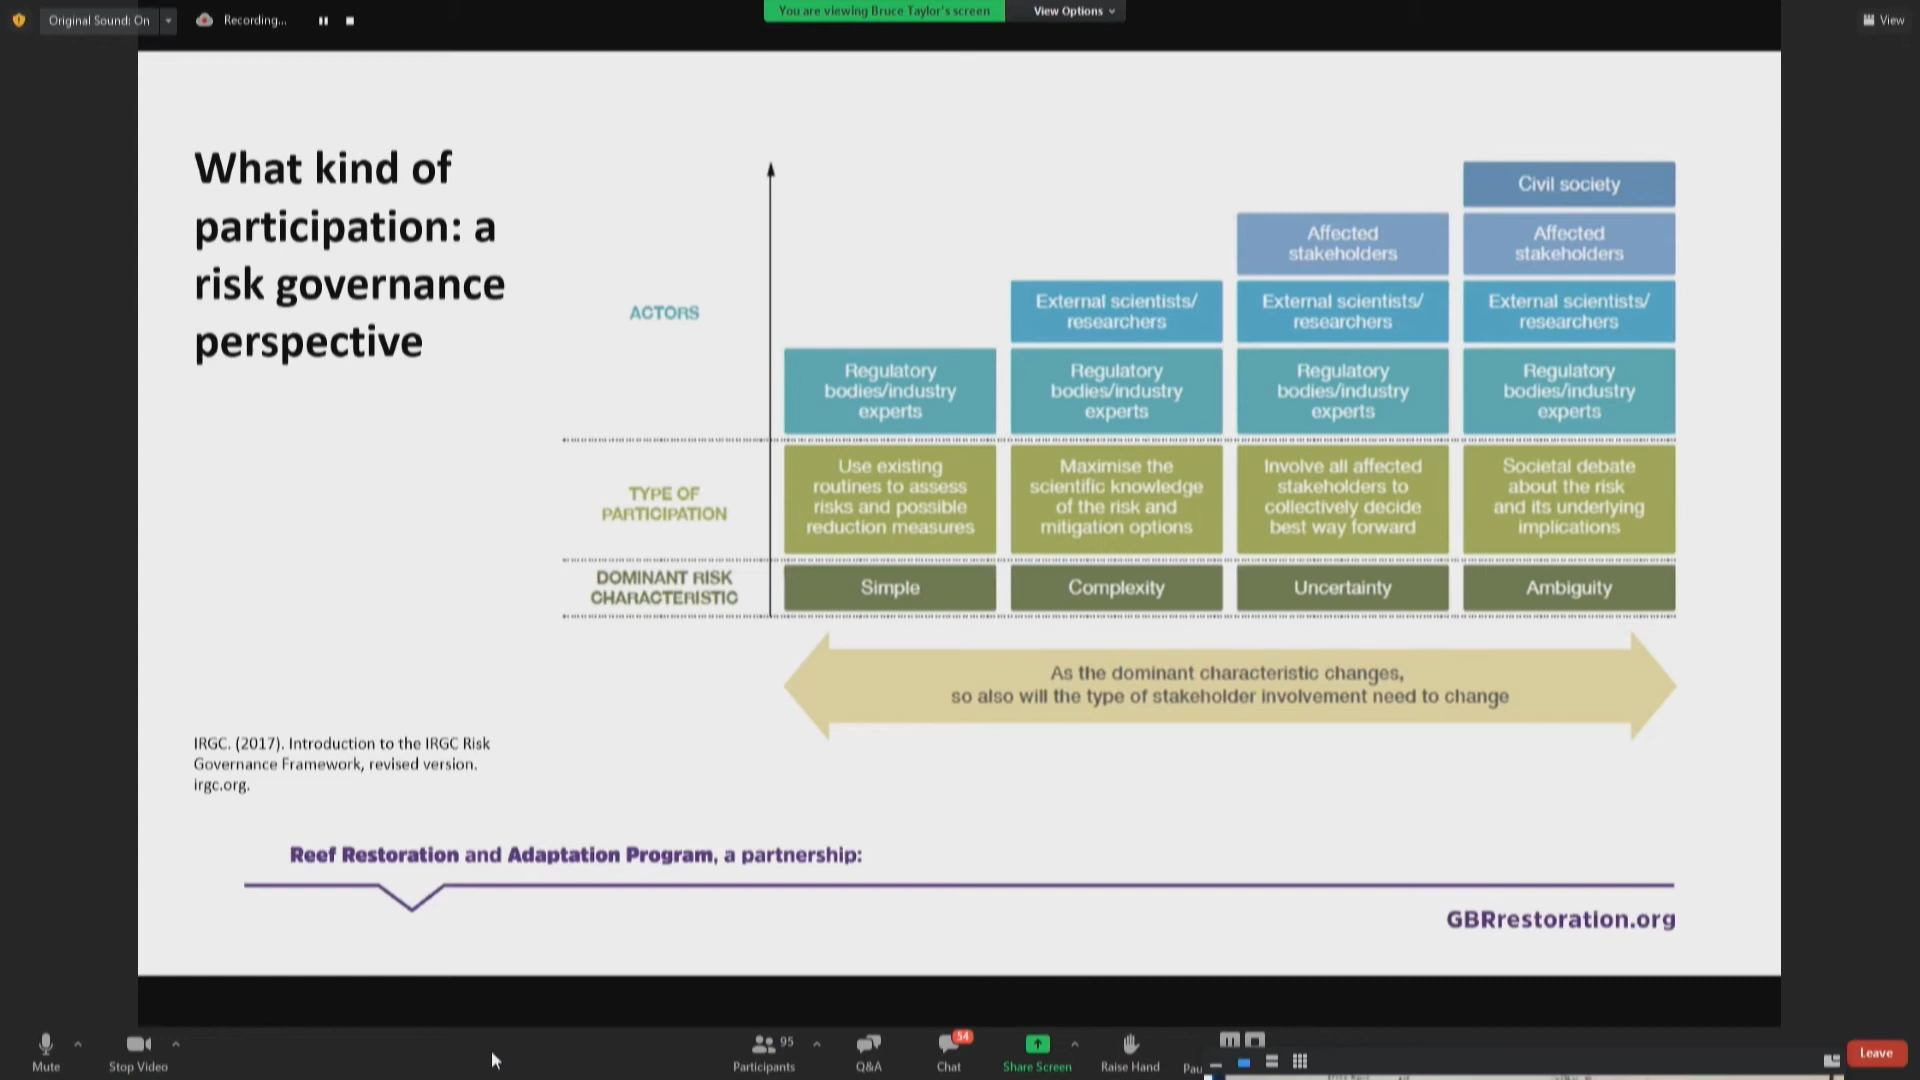 Original Sound: On
Recording...
You are viewing Bruce Taylor's screen
View Options
View
What kind of
participation: a
risk governance
perspective
ACTORS
Civil society
Affected
stakeholders
Affected
stakeholders
External scientists/
researchers
External scientists/
researchers
External scientists/
researchers
Regulatory
bodies/industry
experts
Regulatory
bodies/industry
experts
Regulatory
bodies/industry
experts
Regulatory
bodies/industry
experts
TYPE OF
PARTICIPATION
Use existing
routines to assess
risks and possible
reduction measures
Maximise the
scientific knowledge
of the risk and
mitigation options
Involve all affected
stakeholders to
collectively decide
best way forward
Societal debate
about the risk
and its underlying
implications
DOMINANT RISK
CHARACTERISTIC
Simple
Complexity
Uncertainty
Ambiguity
As the dominant characteristic changes,
so also will the type of stakeholder involvement need to change
IRGC. (2017). Introduction to the IRGC Risk
Governance Framework, revised version.
irgc.org.
Reef Restoration and Adaptation Program, a partnership:
GBRrestoration.org
Mute
Stop Video
95
Participants
Q&A
54
Chat
Share Screen
Raise Hand
Leave